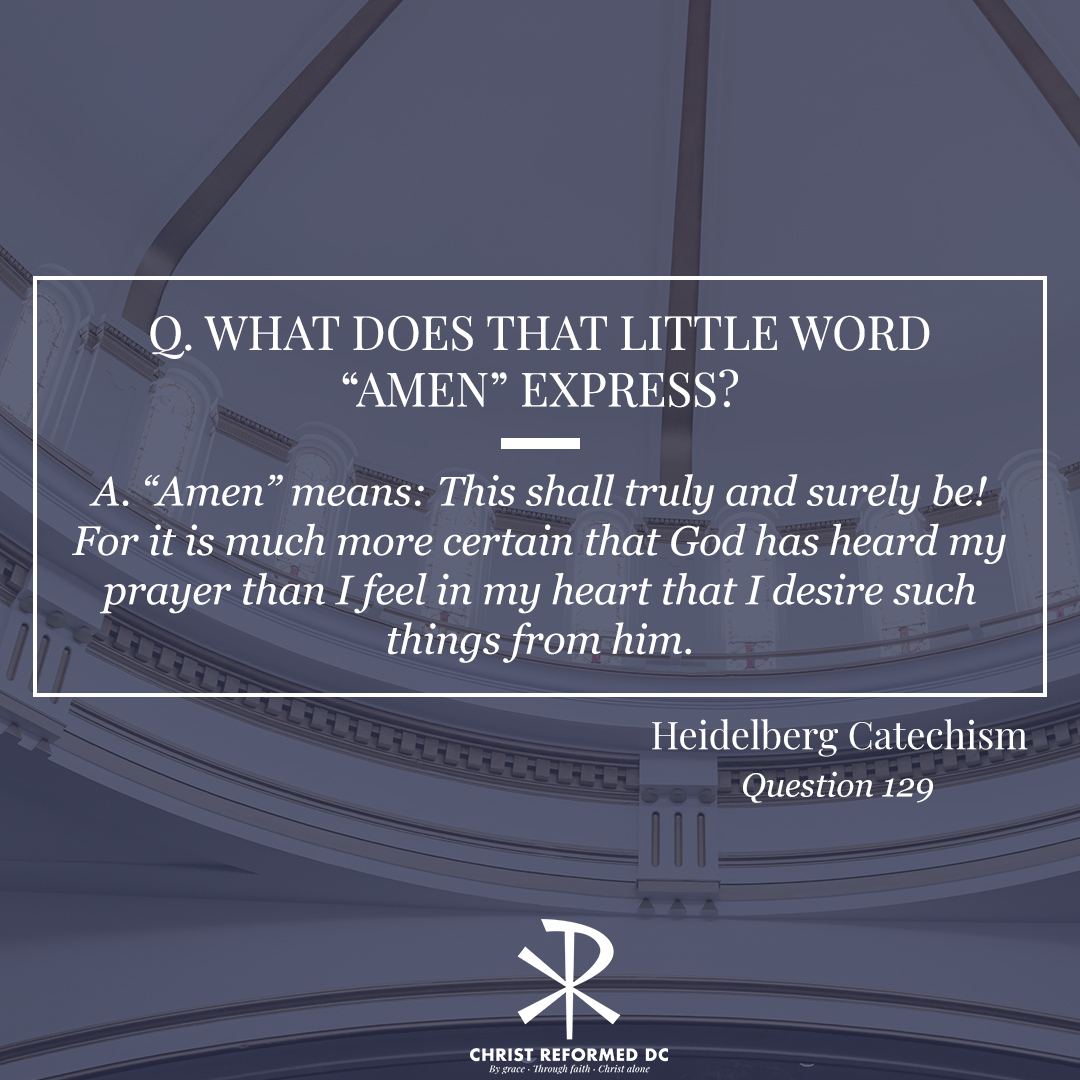 Q. WHAT DOES THAT LITTLE WORD
“AMEN” EXPRESS?
A. “Amen” means: This shall truly and surely be!
For it is much more certain that God has heard my
prayer than I feel in my heart that I desire such
things from him.
Heidelberg Catechism
Question 129
CHRIST REFORMED DC
By grace · Through faith · Christ alone